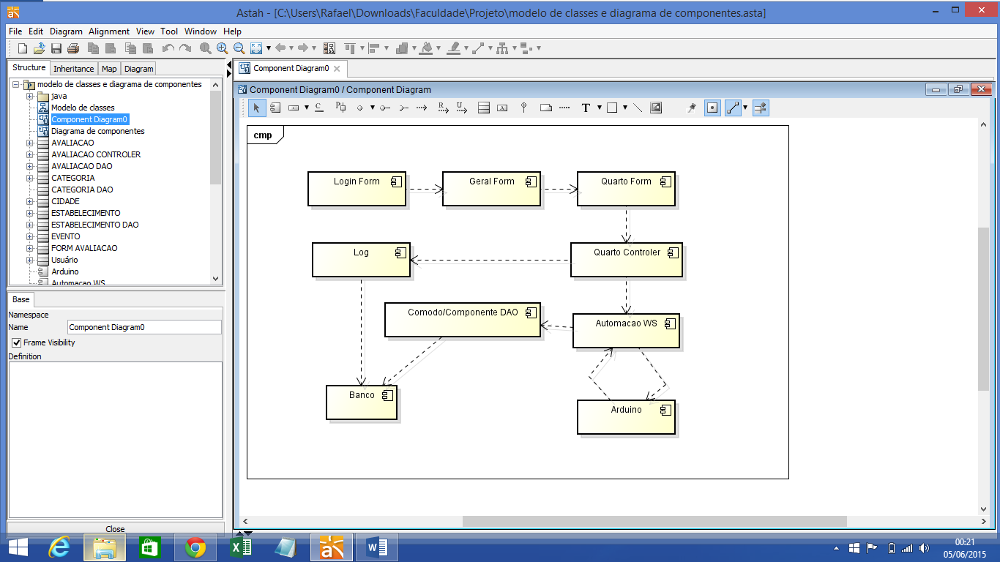 Astah - [C:\Users\Rafael\Downloads\Faculdade\Projeto\modelo de classes e diagrama de componentes.asta]
File Edit Diagram Alignment View Tool Window Help
Structure Inheritance Map Diagram
modelo de classes e diagrama de componentes
java
Modelo de classes
Component Diagram0
Diagrama de componentes
AVALIACAO
AVALIACAO CONTROLER
AVALIACAO DAO
CATEGORIA
CATEGORIA DAO
CIDADE
ESTABELECIMENTO
ESTABELECIMENTO DAO
EVENTO
FORM AVALIACAO
Usuário
Arduino
Automacao WS
Base
Namespace
Name Component Diagram0
Frame Visibility
Definition
Close
Component Diagram0
Component Diagram0 / Component Diagram
cmp
Login Form
Geral Form
Quarto Form
Log
Quarto Controler
Comodo/Componente DAO
Automacao WS
Banco
Arduino
00:21
05/06/2015